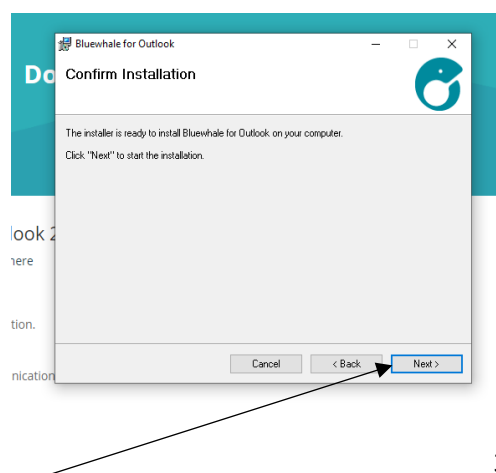 Bluewhale for Outlook
Do
Confirm Installation
The installer is ready to install Bluewhale for Outlook on your computer.
Click "Next" to start the installation.
look 2
here
tion.
nication
Cancel
< Back
Next >